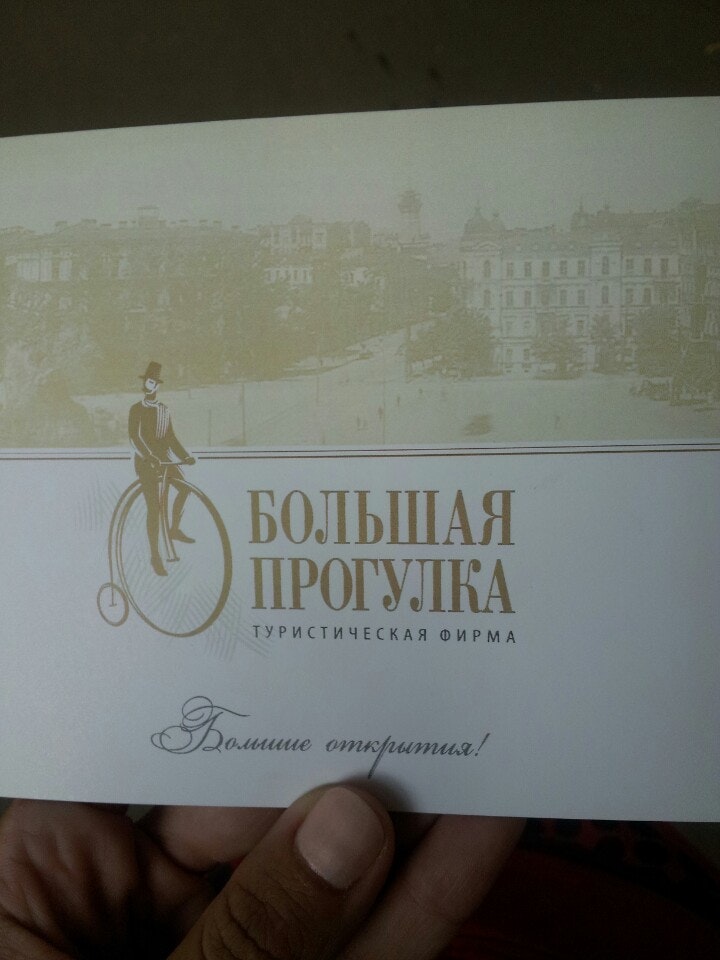 БОЛЬШАЯ
ПРОГУЛКА
ТУРИСТИЧЕСКАЯ ФИРМА
Большие открытия!